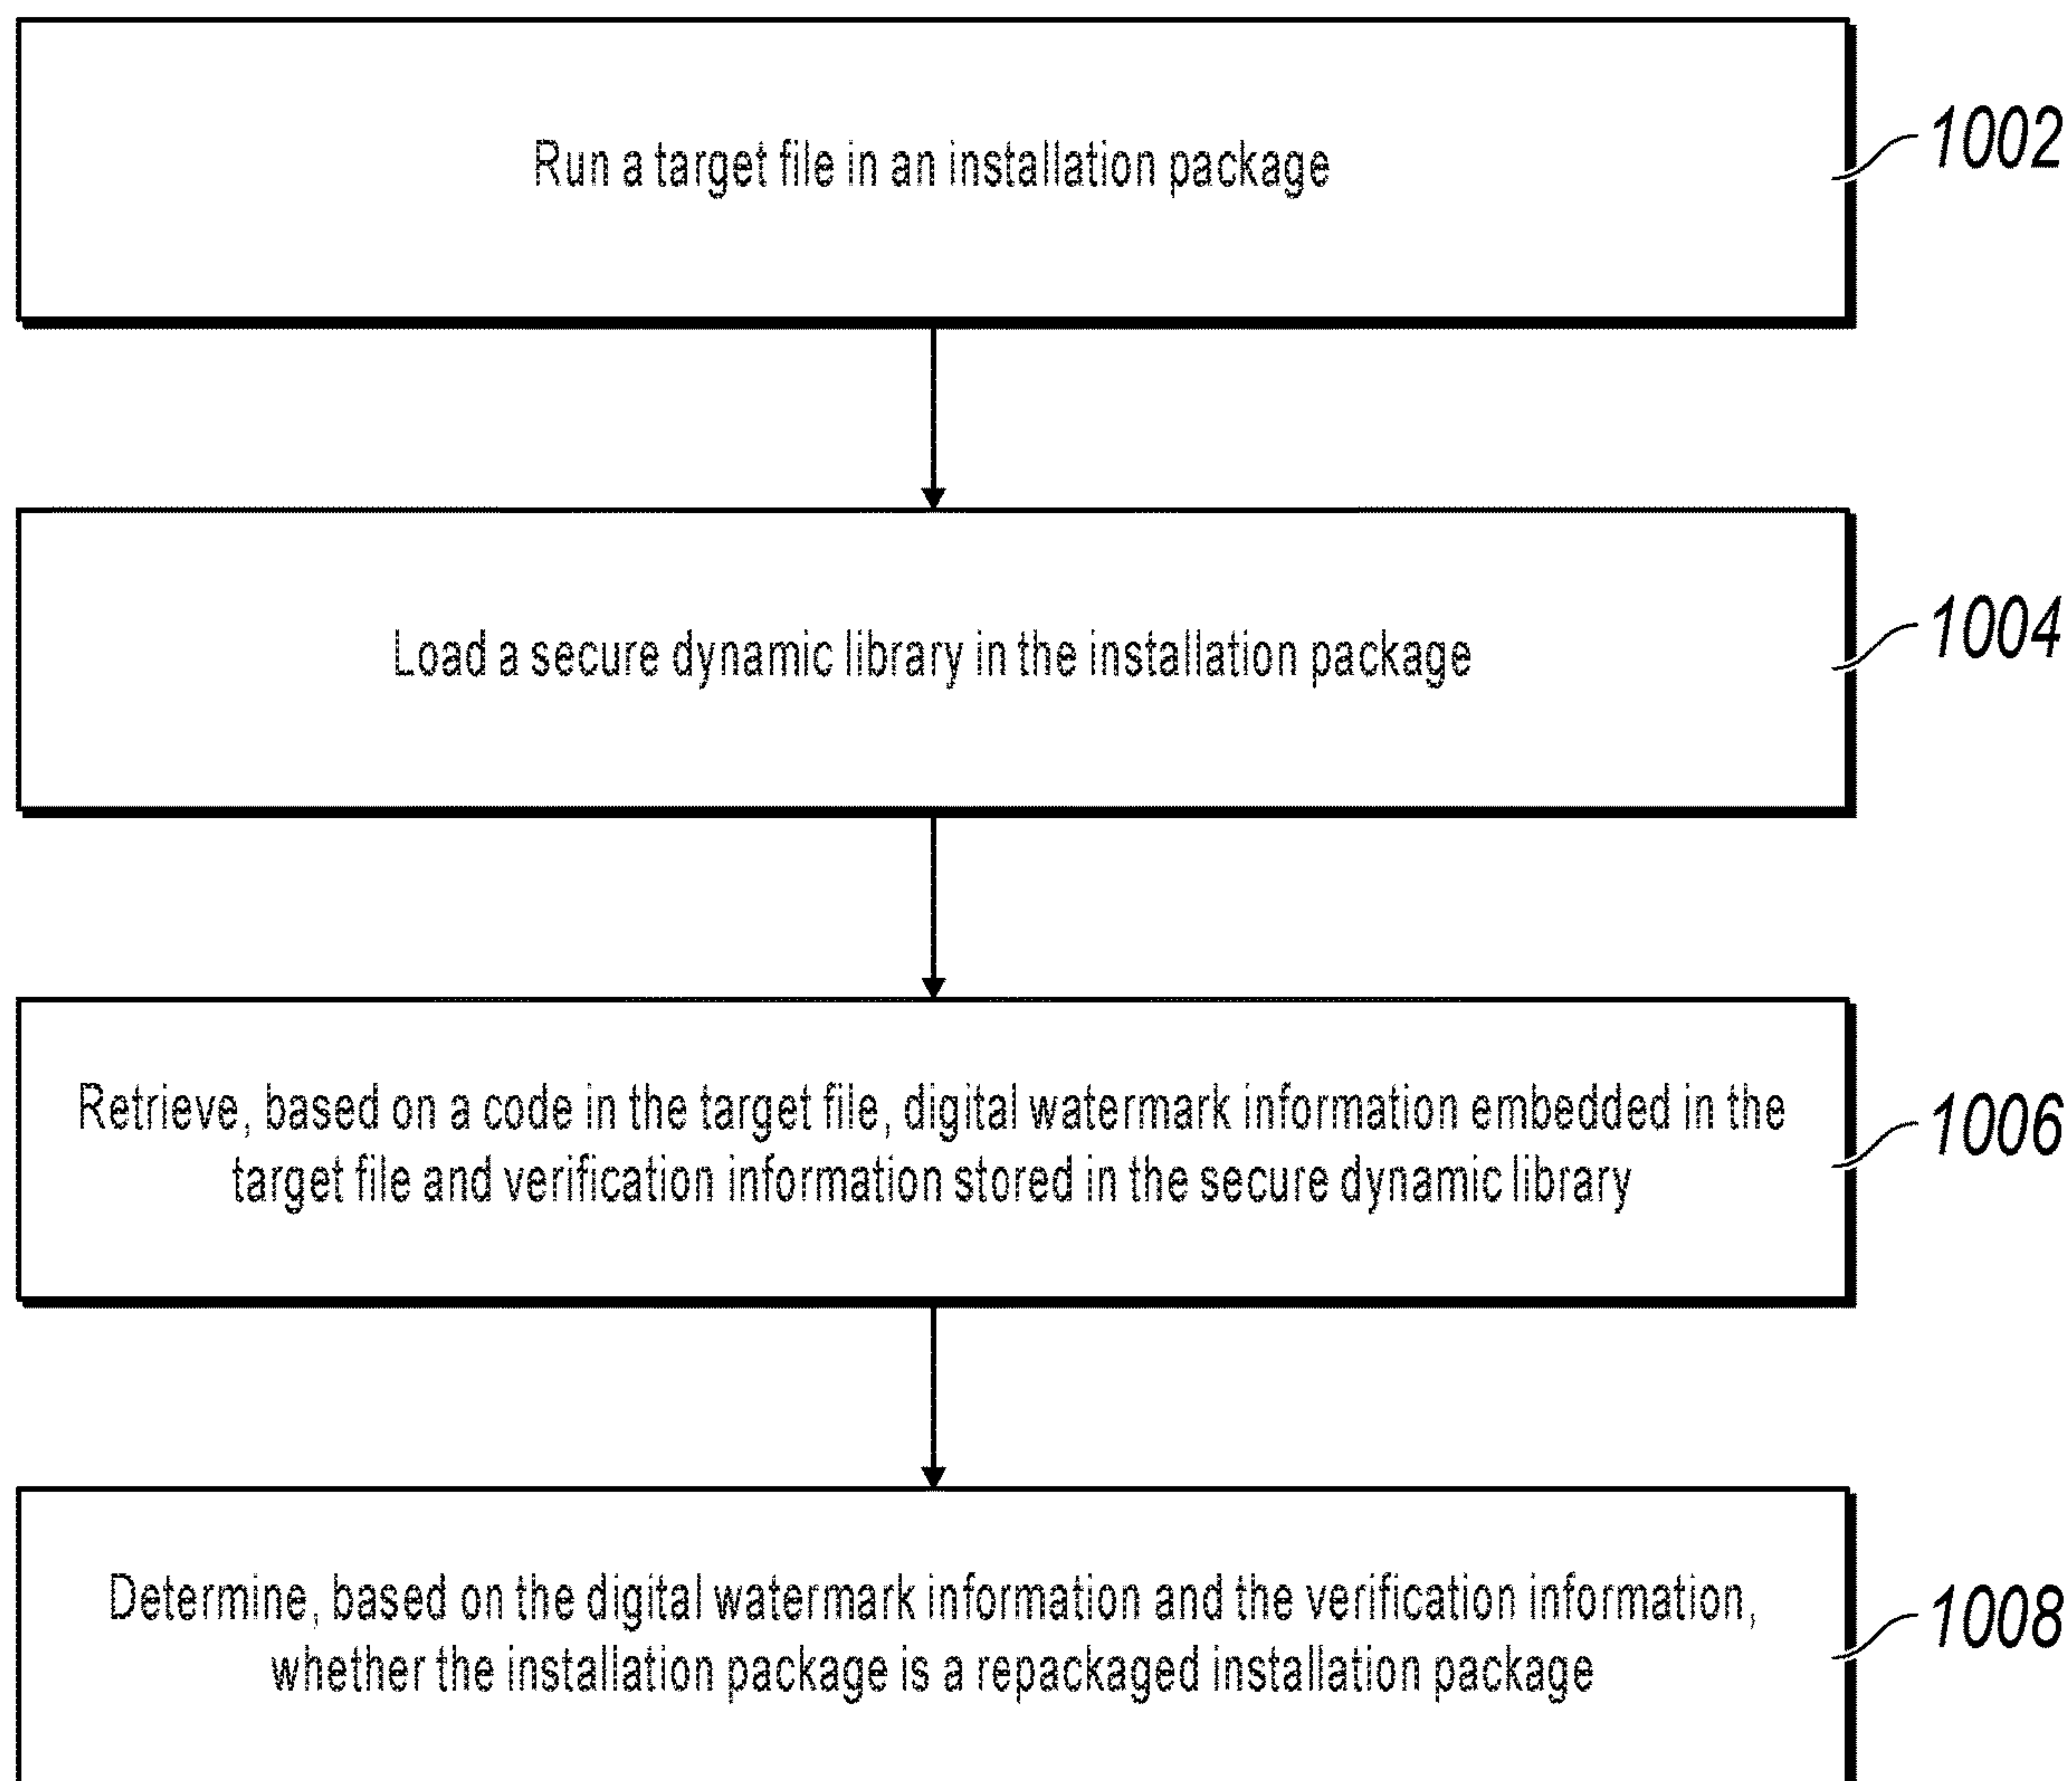 Run a target file in an installation package
1002
Load a secure dynamic library in the installation package
1004
Retrieve, based on a code in the target file, digital watermark information embedded in the
target file and verification information stored in the secure dynamic library
1006
Determine, based on the digital watermark information and the verification information,
whether the installation package is a repackaged installation package
1008